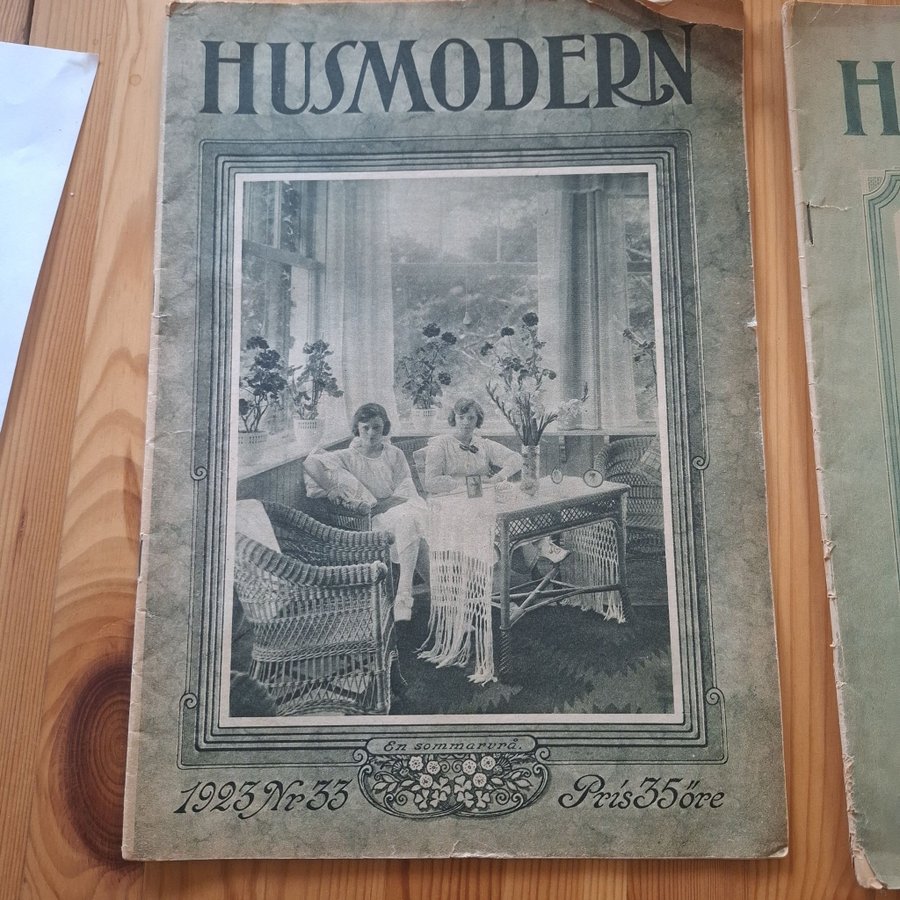 HUSMODERN
En sommarvrå.
1923 Nr 33
Pris 35 öre
H